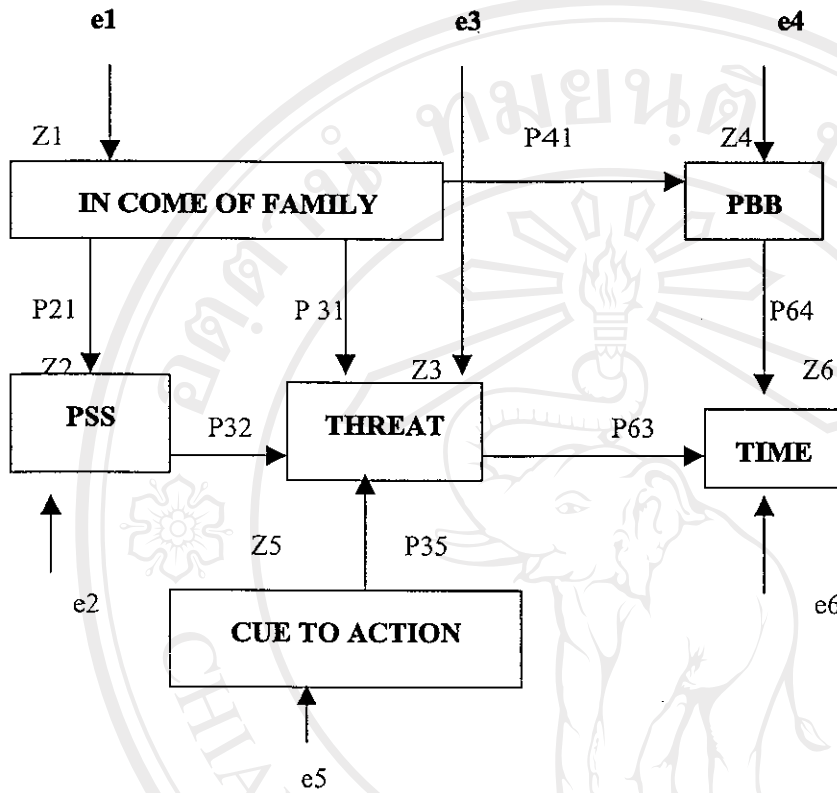 e1 e3 e4
Z1 P41 Z4
IN COME OF FAMILY PBB
P21 P 31 P64
Z2 Z3 Z6
PSS THREAT
P32 P63 TIME
Z5 P35
e2 e6
CUE TO ACTION
e5